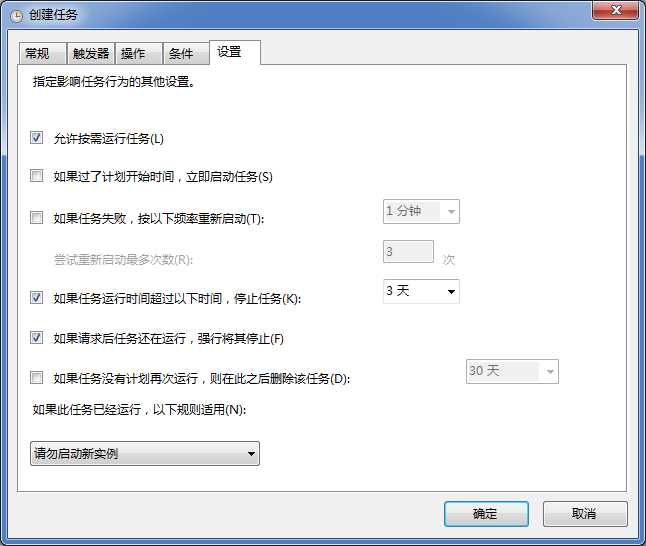 创建任务
常规 触发器 操作 条件 设置
指定影响任务行为的其他设置。
允许按需运行任务(L)
如果过了计划开始时间，立即启动任务(S)
如果任务失败，按以下频率重新启动(T): 1 分钟
尝试重新启动最多次数(R): 3 次
如果任务运行时间超过以下时间，停止任务(K): 3 天
如果请求后任务还在运行，强行将其停止(F)
如果任务没有计划再次运行，则在此之后删除该任务(D): 30 天
如果此任务已经运行，以下规则适用(N):
请勿启动新实例
确定 取消